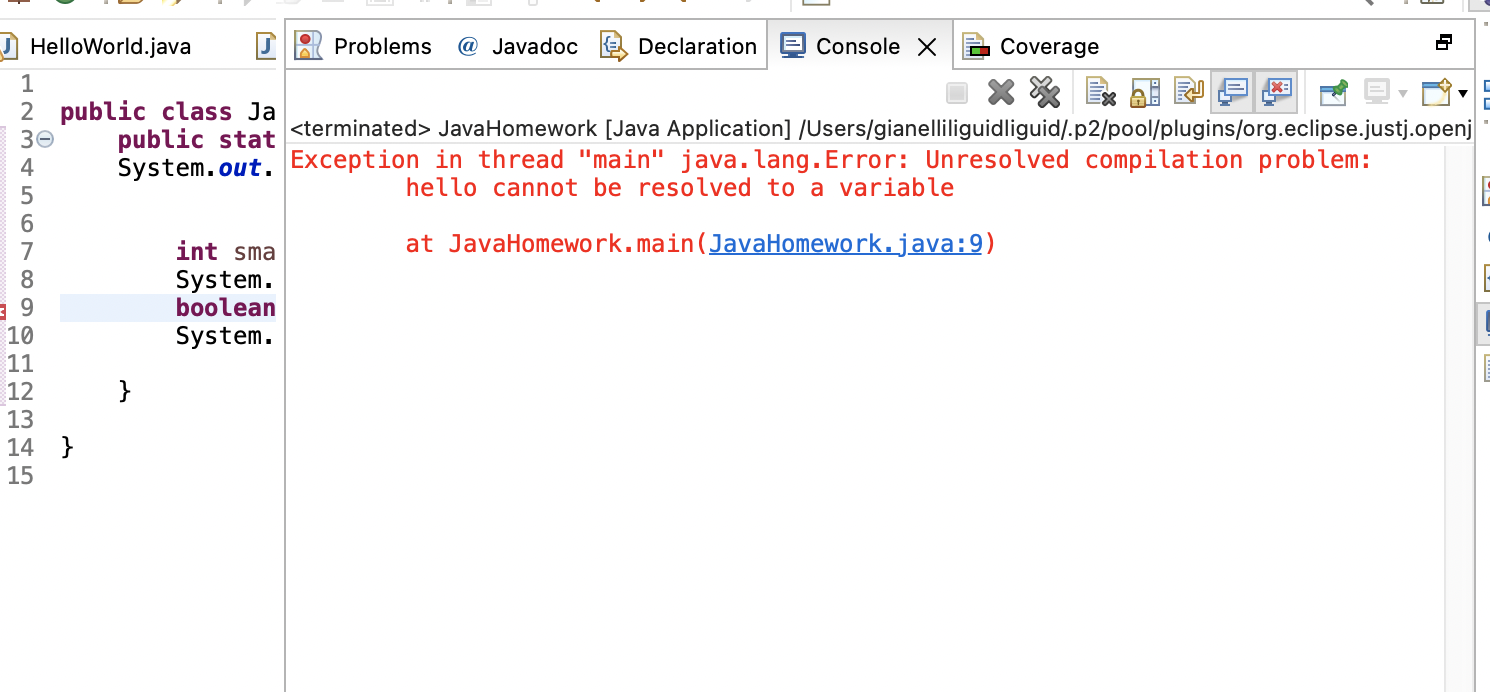 HelloWorld.java
Problems @ Javadoc Declaration Console Coverage
<terminated> JavaHomework [Java Application] /Users/gianelliliguidliguid/.p2/pool/plugins/org.eclipse.justj.openj
1
2 public class Ja
3 public stat
4 System.out.
5
6
7 int sma
8 System.
9 boolean
10 System.
11
12 }
13
14 }
15
Exception in thread "main" java.lang.Error: Unresolved compilation problem:
hello cannot be resolved to a variable
at JavaHomework.main(JavaHomework.java:9)